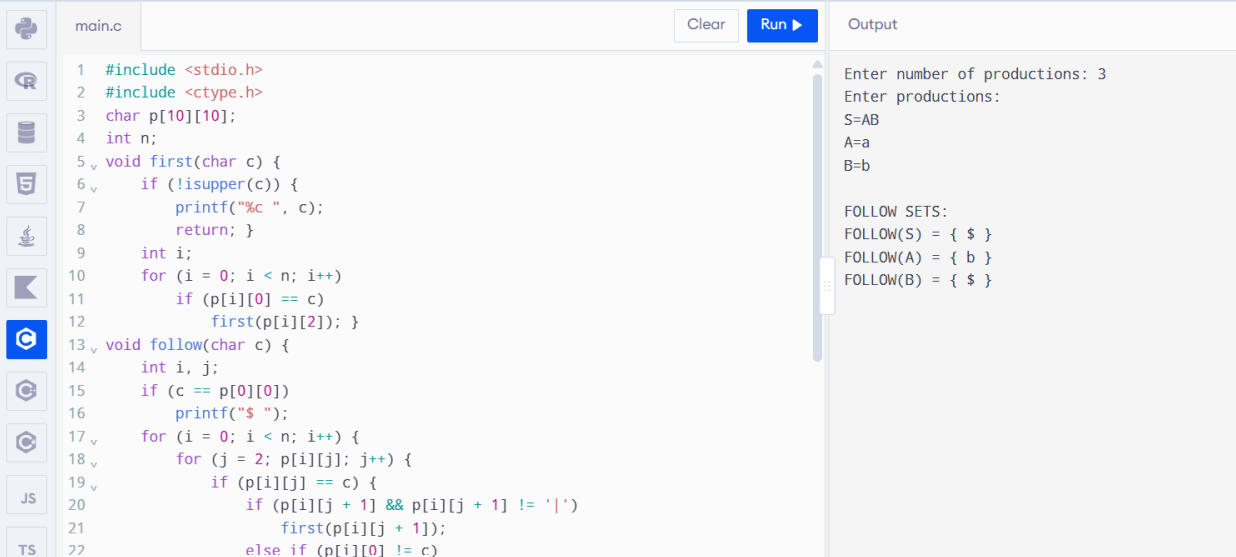 main.c
Clear
Run
Output
1 #include <stdio.h>
2 #include <ctype.h>
3 char p[10][10];
4 int n;
5 void first(char c) {
6     if (!isupper(c)) {
7         printf("%c ", c);
8         return; }
9     int i;
10     for (i = 0; i < n; i++)
11         if (p[i][0] == c)
12             first(p[i][2]); }
13 void follow(char c) {
14     int i, j;
15     if (c == p[0][0])
16         printf("$ ");
17     for (i = 0; i < n; i++) {
18         for (j = 2; p[i][j]; j++) {
19             if (p[i][j] == c) {
20                 if (p[i][j + 1] && p[i][j + 1] != '|')
21                     first(p[i][j + 1]);
22                 else if (p[i][0] != c)
Enter number of productions: 3
Enter productions:
S=AB
A=a
B=b
FOLLOW SETS:
FOLLOW(S) = { $ }
FOLLOW(A) = { b }
FOLLOW(B) = { $ }
R
5
C
C
C
JS
TS